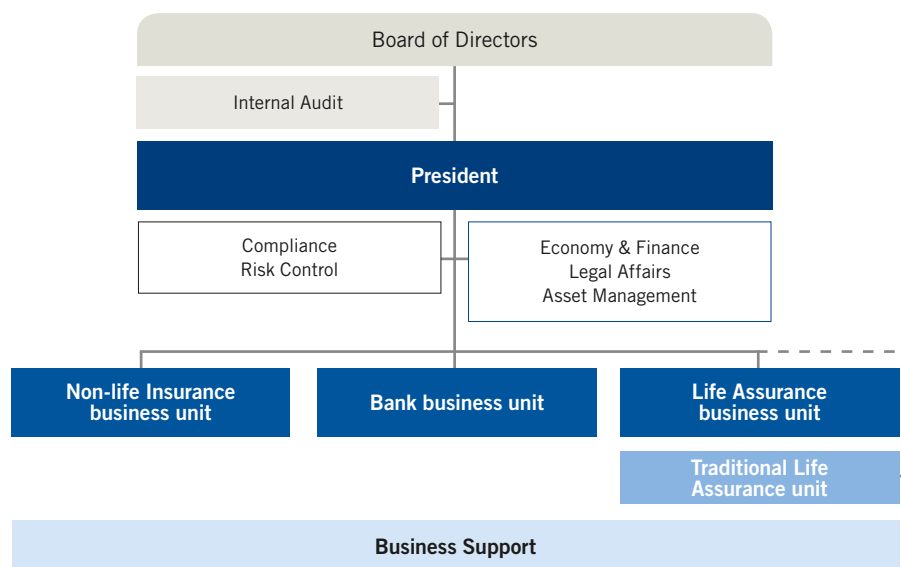 Board of Directors
Internal Audit
President
Compliance
Risk Control
Economy & Finance
Legal Affairs
Asset Management
Non-life Insurance
business unit
Bank business unit
Life Assurance
business unit
Traditional Life
Assurance unit
Business Support